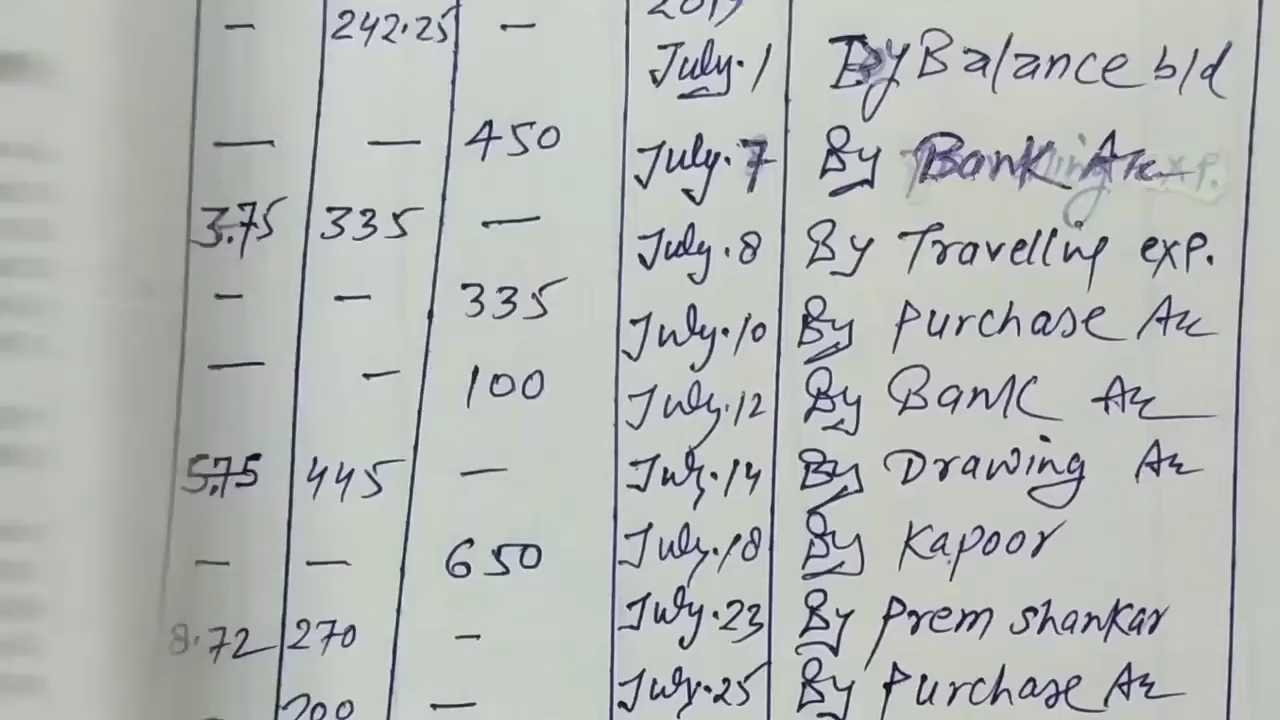 — 242.25 —
July.1 By Balance b/d
— — 450 July.7 By Bank A/c
3.75 335 — July.8 By Travelling exp.
— — 335 July.10 By purchase A/c
— — 100 July.12 By Bank A/c
5.75 445 — July.14 By Drawing A/c
— — 650 July.18 By Kapoor
8.72 270 — July.23 By prem shankar
200 — July.25 By Purchase A/c